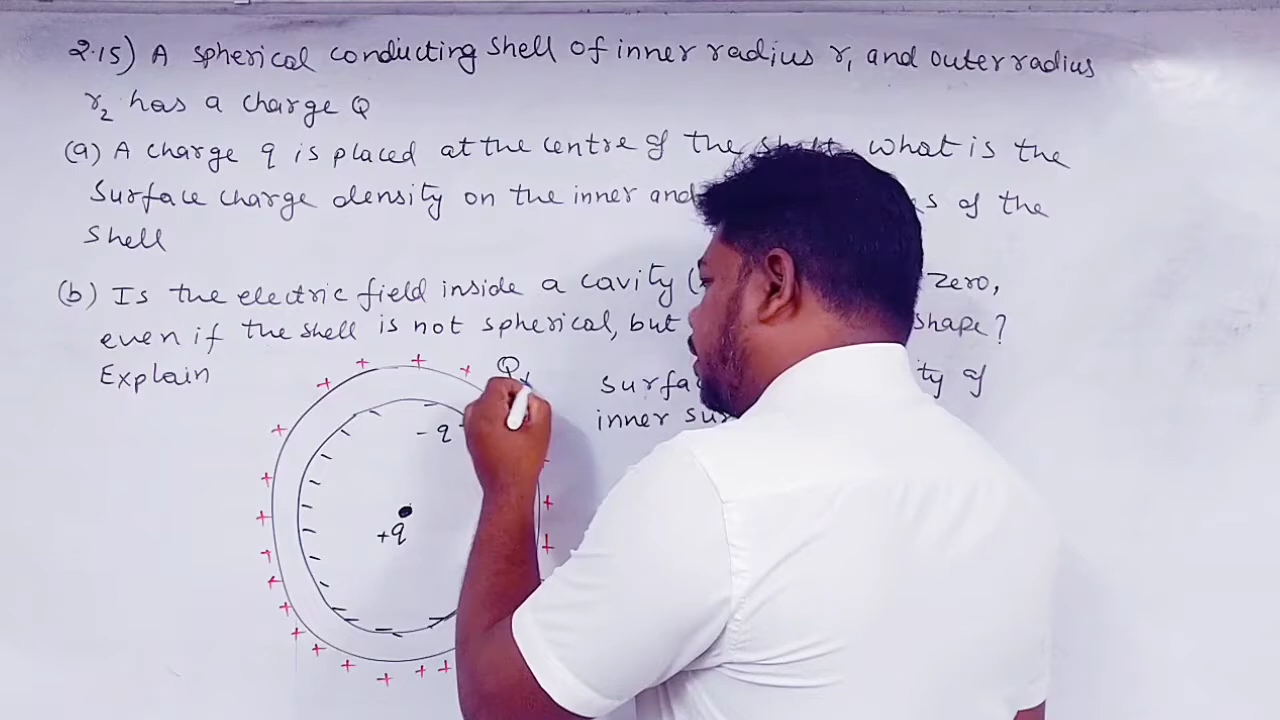 2.15) A spherical conducting shell of inner radius r₁ and outer radius
r₂ has a charge Q
(a) A charge q is placed at the centre of the shell. what is the
surface charge density on the inner and of the
shell
(b) Is the electric field inside a cavity ( zero,
even if the shell is not spherical, but shape?
Explain
Q
surfa ty of
inner sur
-q
+q